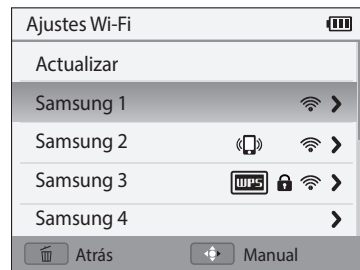 Ajustes Wi-Fi
Actualizar
Samsung 1
Samsung 2
Samsung 3 WPS
Samsung 4
Atrás Manual